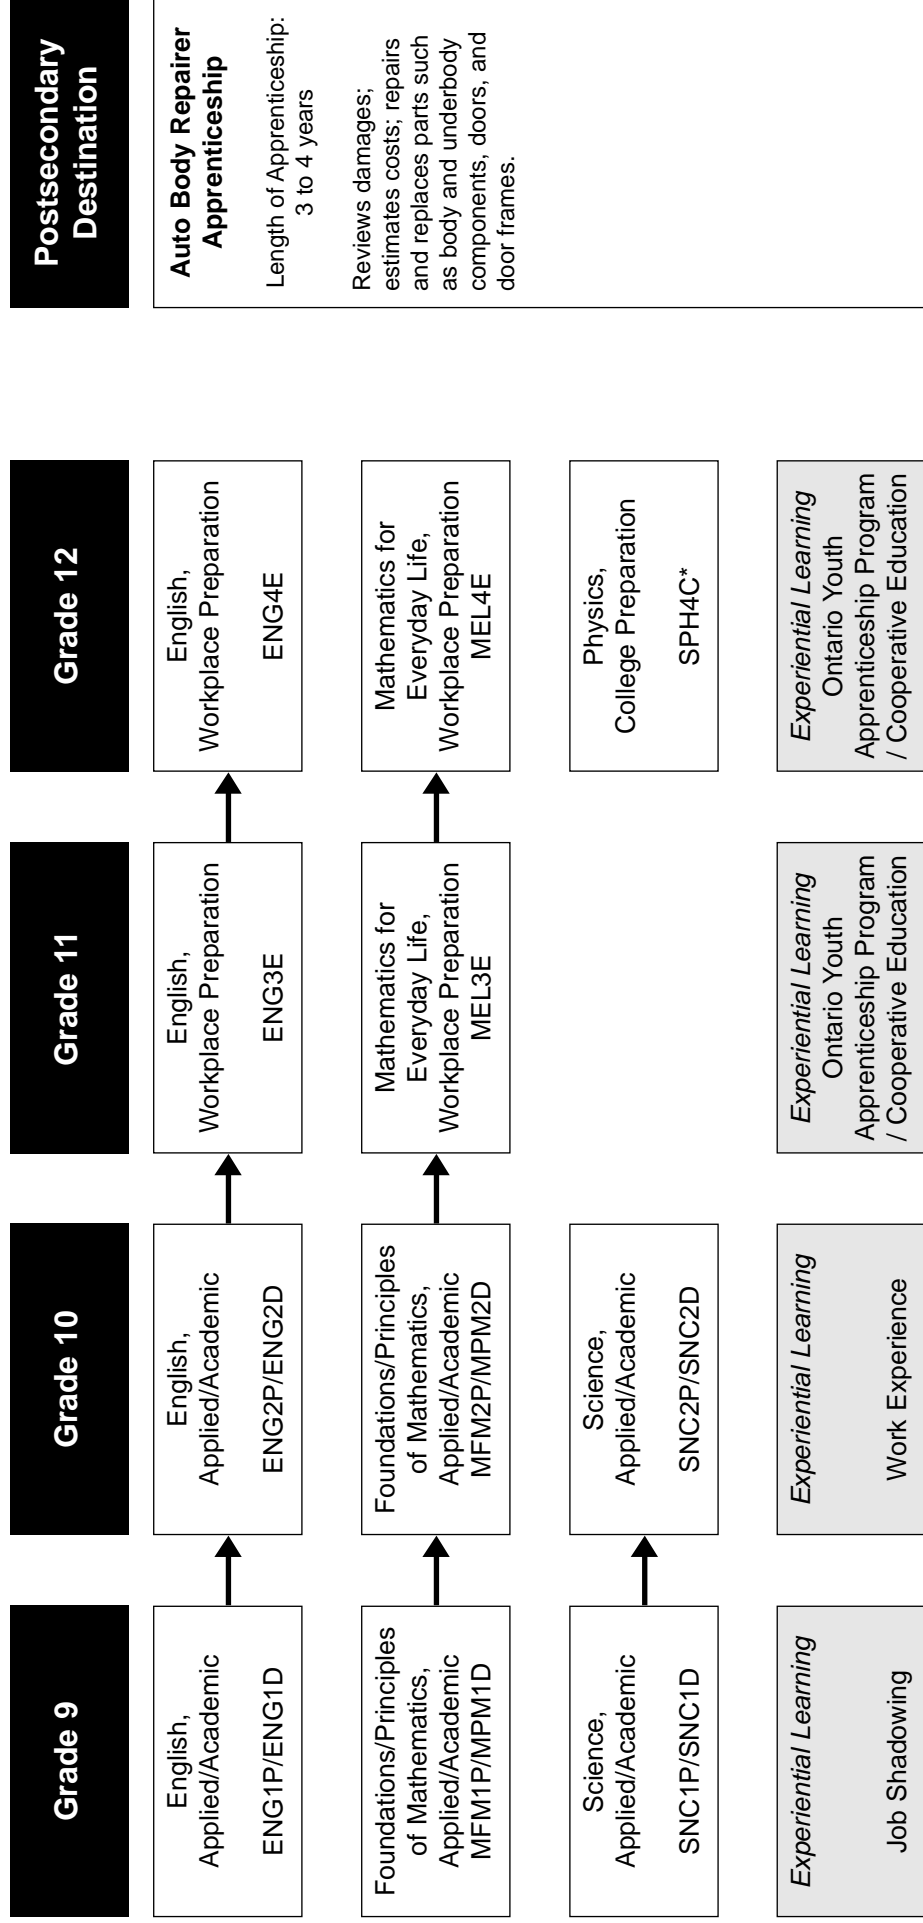 Grade 9
Grade 10
Grade 11
Grade 12
Postsecondary
Destination
English,
Applied/Academic
ENG1P/ENG1D
English,
Applied/Academic
ENG2P/ENG2D
English,
Workplace Preparation
ENG3E
English,
Workplace Preparation
ENG4E
Auto Body Repairer
Apprenticeship
Length of Apprenticeship:
3 to 4 years
Reviews damages;
estimates costs; repairs
and replaces parts such
as body and underbody
components, doors, and
door frames.
Foundations/Principles
of Mathematics,
Applied/Academic
MFM1P/MPM1D
Foundations/Principles
of Mathematics,
Applied/Academic
MFM2P/MPM2D
Mathematics for
Everyday Life,
Workplace Preparation
MEL3E
Mathematics for
Everyday Life,
Workplace Preparation
MEL4E
Science,
Applied/Academic
SNC1P/SNC1D
Science,
Applied/Academic
SNC2P/SNC2D
Physics,
College Preparation
SPH4C*
Experiential Learning
Job Shadowing
Experiential Learning
Work Experience
Experiential Learning
Ontario Youth
Apprenticeship Program
/ Cooperative Education
Experiential Learning
Ontario Youth
Apprenticeship Program
/ Cooperative Education